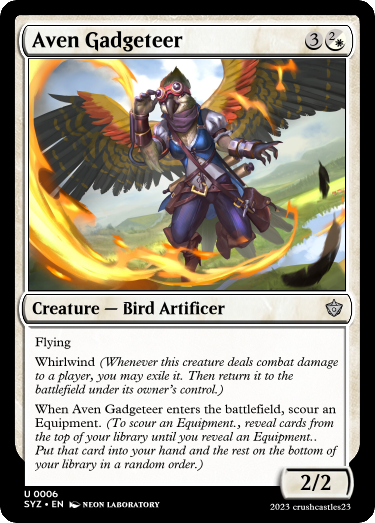 Aven Gadgeteer 3 2
Creature — Bird Artificer
Flying
Whirlwind (Whenever this creature deals combat damage
to a player, you may exile it. Then return it to the
battlefield under its owner's control.)
When Aven Gadgeteer enters the battlefield, scour an
Equipment. (To scour an Equipment., reveal cards from
the top of your library until you reveal an Equipment..
Put that card into your hand and the rest on the bottom of
your library in a random order.)
2/2
U 0006
SYZ • EN NEON LABORATORY
2023 crushcastles23